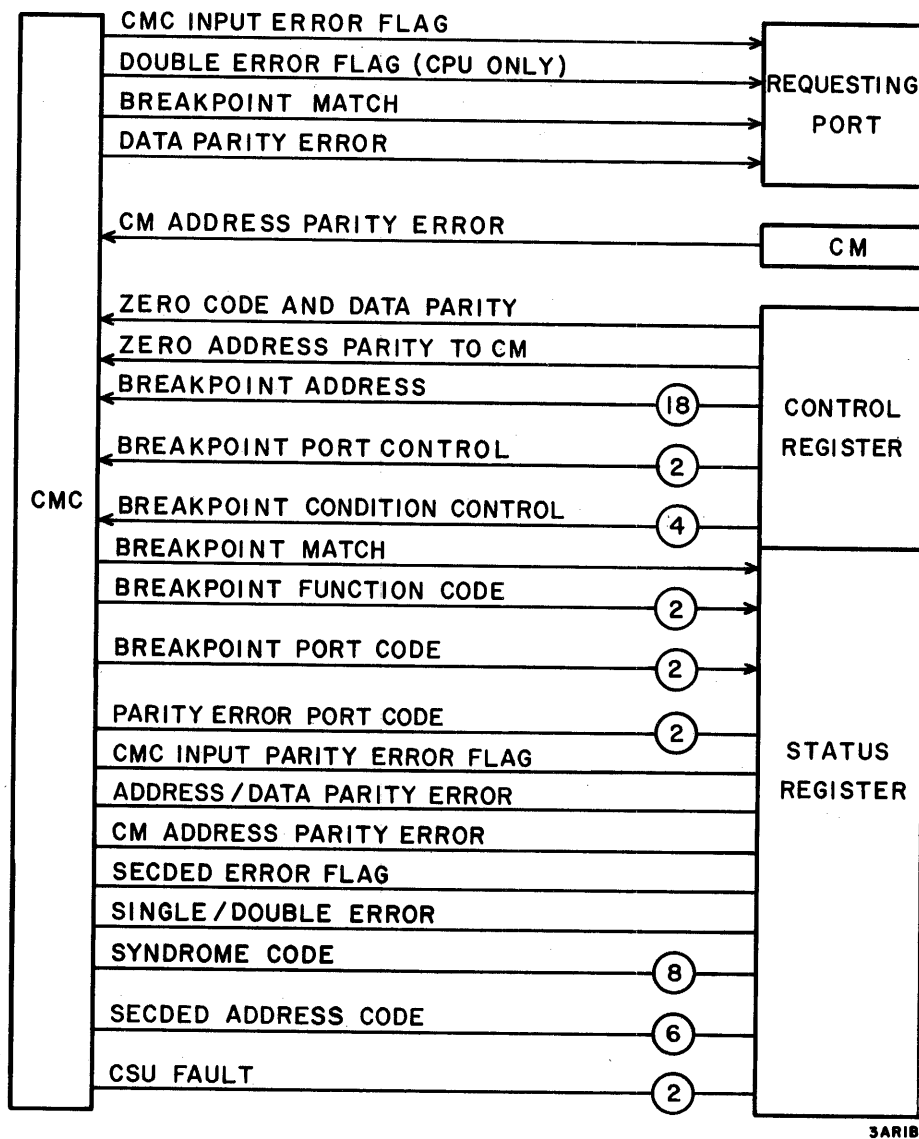 CMC INPUT ERROR FLAG
DOUBLE ERROR FLAG (CPU ONLY)
BREAKPOINT MATCH
DATA PARITY ERROR
REQUESTING
PORT
CM ADDRESS PARITY ERROR
CM
ZERO CODE AND DATA PARITY
ZERO ADDRESS PARITY TO CM
BREAKPOINT ADDRESS
18
BREAKPOINT PORT CONTROL
2
BREAKPOINT CONDITION CONTROL
4
CONTROL
REGISTER
CMC
BREAKPOINT MATCH
BREAKPOINT FUNCTION CODE
2
BREAKPOINT PORT CODE
2
PARITY ERROR PORT CODE
2
CMC INPUT PARITY ERROR FLAG
ADDRESS/DATA PARITY ERROR
CM ADDRESS PARITY ERROR
SECDED ERROR FLAG
SINGLE/DOUBLE ERROR
SYNDROME CODE
8
SECDED ADDRESS CODE
6
CSU FAULT
2
STATUS
REGISTER
3AR1B